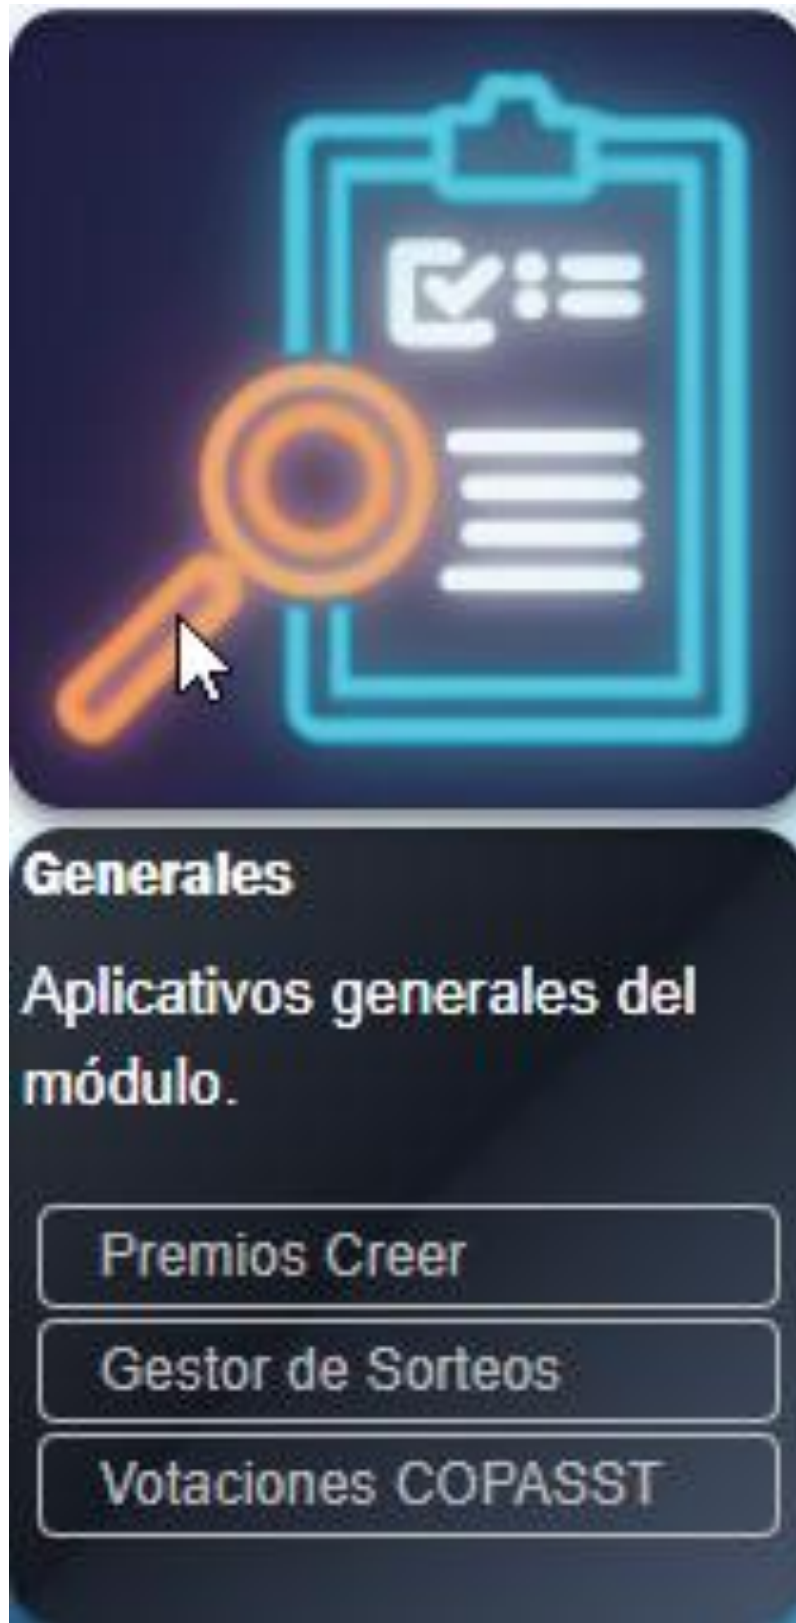 Generales
Aplicativos generales del
módulo.
Premios Creer
Gestor de Sorteos
Votaciones COPASST